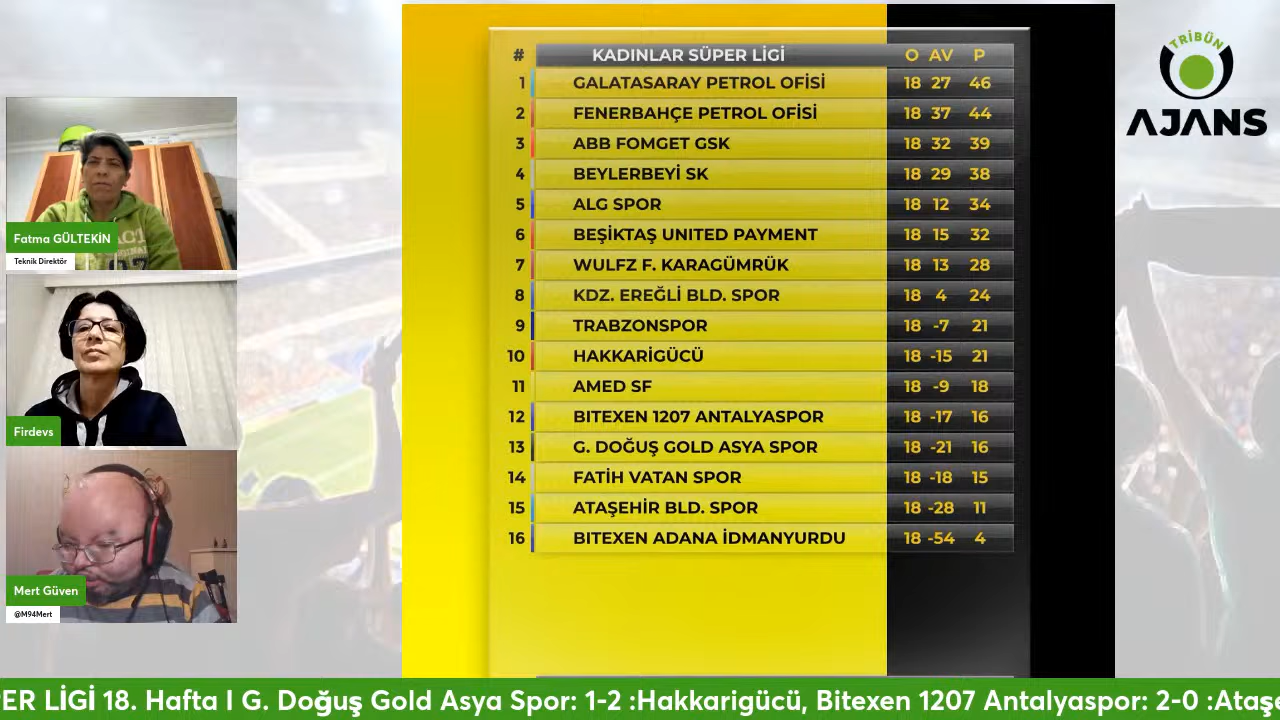 # KADINLAR SÜPER LİGİ O AV P
1 GALATASARAY PETROL OFİSİ 18 27 46
2 FENERBAHÇE PETROL OFİSİ 18 37 44
3 ABB FOMGET GSK 18 32 39
4 BEYLERBEYİ SK 18 29 38
5 ALG SPOR 18 12 34
6 BEŞİKTAŞ UNITED PAYMENT 18 15 32
7 WULFZ F. KARAGÜMRÜK 18 13 28
8 KDZ. EREĞLİ BLD. SPOR 18 4 24
9 TRABZONSPOR 18 -7 21
10 HAKKARİGÜCÜ 18 -15 21
11 AMED SF 18 -9 18
12 BITEXEN 1207 ANTALYASPOR 18 -17 16
13 G. DOĞUŞ GOLD ASYA SPOR 18 -21 16
14 FATİH VATAN SPOR 18 -18 15
15 ATAŞEHİR BLD. SPOR 18 -28 11
16 BITEXEN ADANA İDMANYURDU 18 -54 4
TRİBÜN
AJANS
Fatma GÜLTEKİN
Teknik Direktör
Firdevs
Mert Güven
@M94Mert
PER LİGİ 18. Hafta I G. Doğuş Gold Asya Spor: 1-2 :Hakkarigücü, Bitexen 1207 Antalyaspor: 2-0 :Ataşe